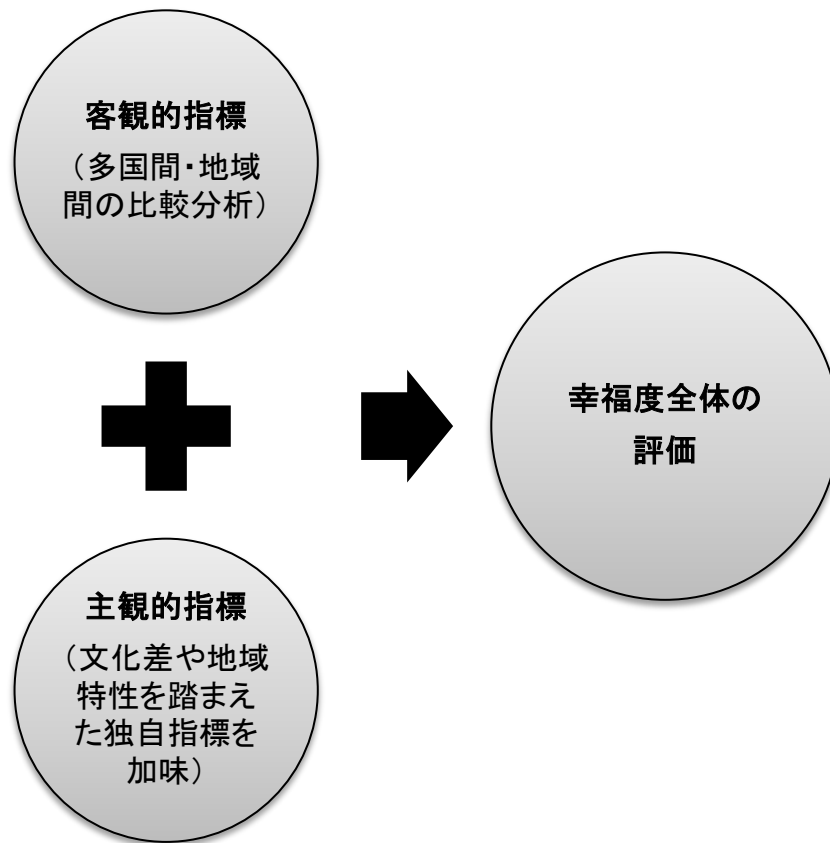 客観的指標
（多国間・地域
間の比較分析）
幸福度全体の
評価
主観的指標
（文化差や地域
特性を踏まえ
た独自指標を
加味）